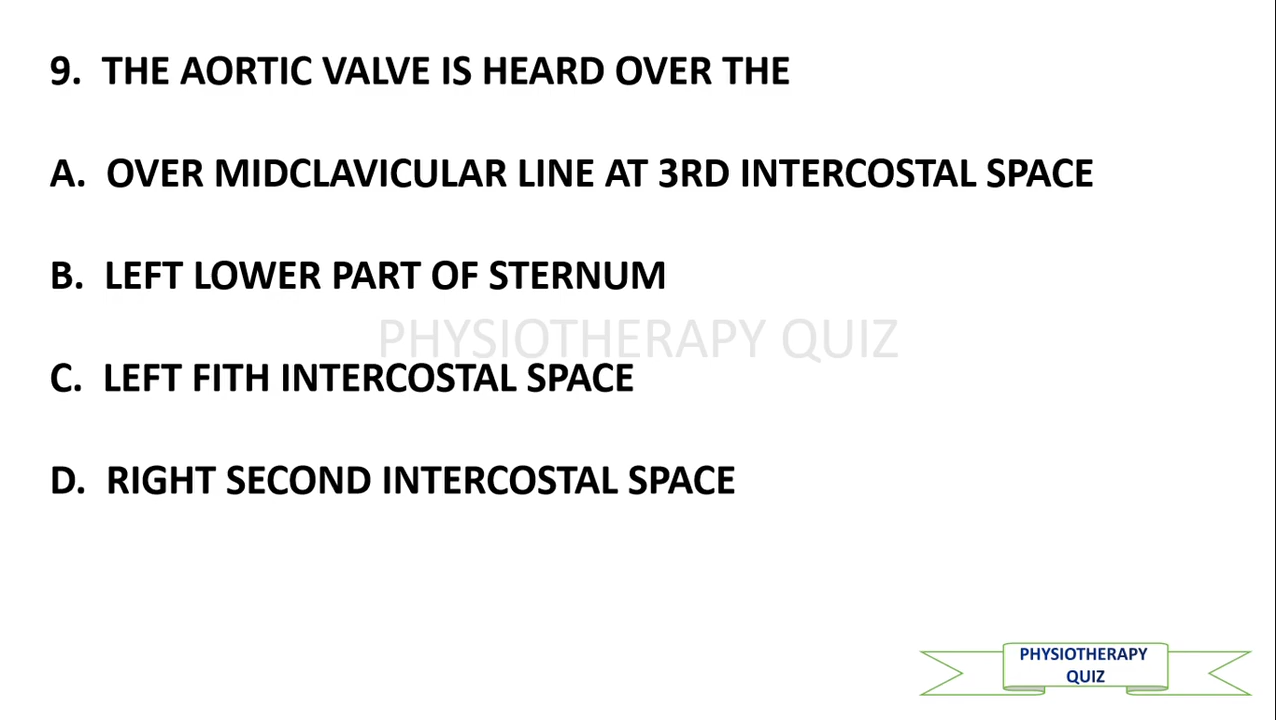 9. THE AORTIC VALVE IS HEARD OVER THE
A. OVER MIDCLAVICULAR LINE AT 3RD INTERCOSTAL SPACE
B. LEFT LOWER PART OF STERNUM
PHYSIOTHERAPY QUIZ
C. LEFT FITH INTERCOSTAL SPACE
D. RIGHT SECOND INTERCOSTAL SPACE
PHYSIOTHERAPY
QUIZ